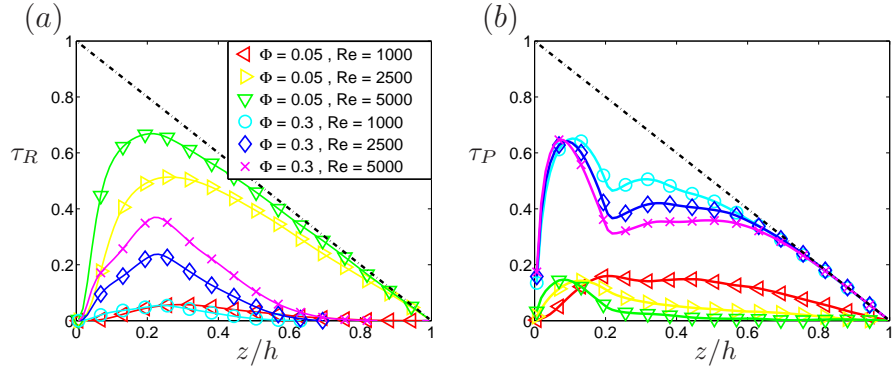 (a)
(b)
1
0.8
0.6
0.4
0.2
0
τ_R
Φ = 0.05 , Re = 1000
Φ = 0.05 , Re = 2500
Φ = 0.05 , Re = 5000
Φ = 0.3 , Re = 1000
Φ = 0.3 , Re = 2500
Φ = 0.3 , Re = 5000
0 0.2 0.4 0.6 0.8 1
z/h
1
0.8
0.6
0.4
0.2
0
τ_P
0 0.2 0.4 0.6 0.8 1
z/h